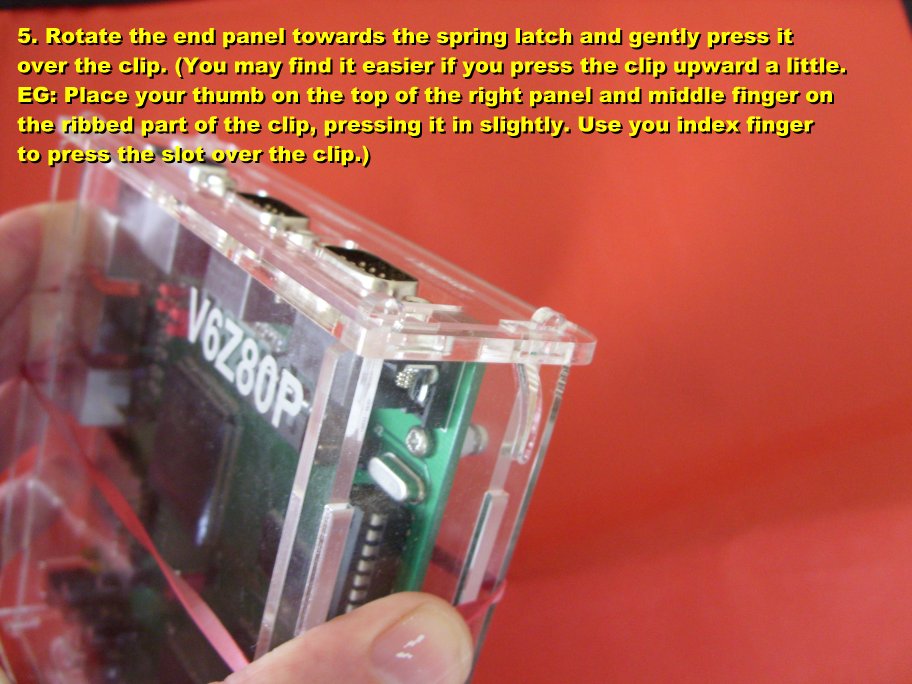 5. Rotate the end panel towards the spring latch and gently press it
over the clip. (You may find it easier if you press the clip upward a little.
EG: Place your thumb on the top of the right panel and middle finger on
the ribbed part of the clip, pressing it in slightly. Use you index finger
to press the slot over the clip.)
V6Z80P